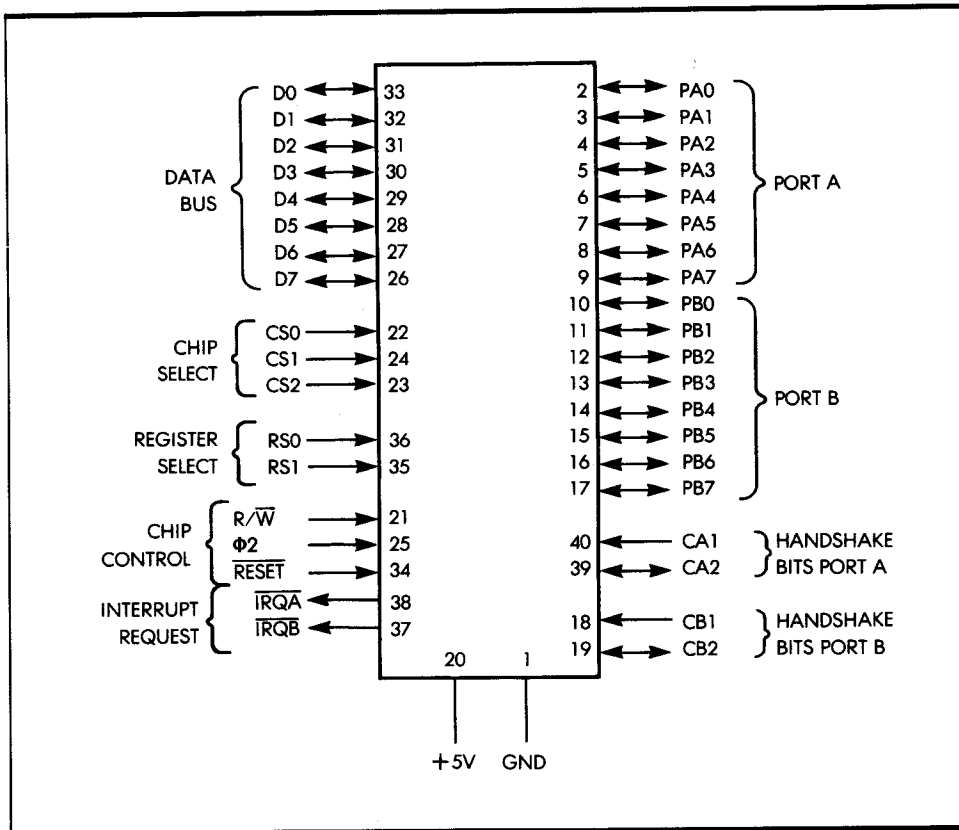 D0 33 2 PA0
D1 32 3 PA1
D2 31 4 PA2
D3 30 5 PA3
DATA BUS
D4 29 6 PA4
D5 28 7 PA5
D6 27 8 PA6
D7 26 9 PA7
PORT A
10 PB0
CS0 22 11 PB1
CHIP SELECT
CS1 24 12 PB2
CS2 23 13 PB3
14 PB4
PORT B
REGISTER SELECT
RS0 36 15 PB5
RS1 35 16 PB6
17 PB7
CHIP CONTROL
R/W̅ 21
Φ2 25 40 CA1
R̅E̅S̅E̅T̅ 34 39 CA2
HANDSHAKE
BITS PORT A
INTERRUPT
REQUEST
I̅R̅Q̅A̅ 38
I̅R̅Q̅B̅ 37
18 CB1
19 CB2
HANDSHAKE
BITS PORT B
20 1
+5V GND